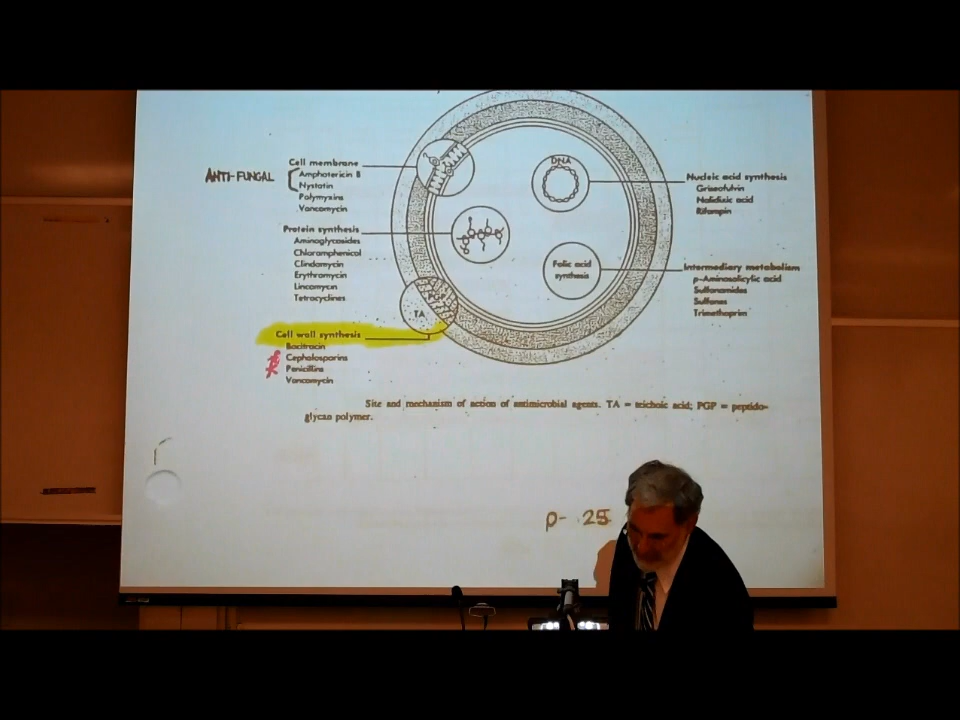 ANTI-FUNGAL
Cell membrane
Amphotericin B
Nystatin
Polymyxins
Vancomycin
Protein synthesis
Aminoglycosides
Chloramphenicol
Clindamycin
Erythromycin
Lincomycin
Tetracyclines
PGP
TA
Cell wall synthesis
Bacitracin
Cephalosporins
Penicillins
Vancomycin
DNA
Nucleic acid synthesis
Griseofulvin
Nalidixic acid
Rifampin
Folic acid
synthesis
Intermediary metabolism
p-Aminosalicylic acid
Sulfonamides
Sulfones
Trimethoprim
Site and mechanism of action of antimicrobial agents. TA = teichoic acid; PGP = peptido-
glycan polymer.
p- 25